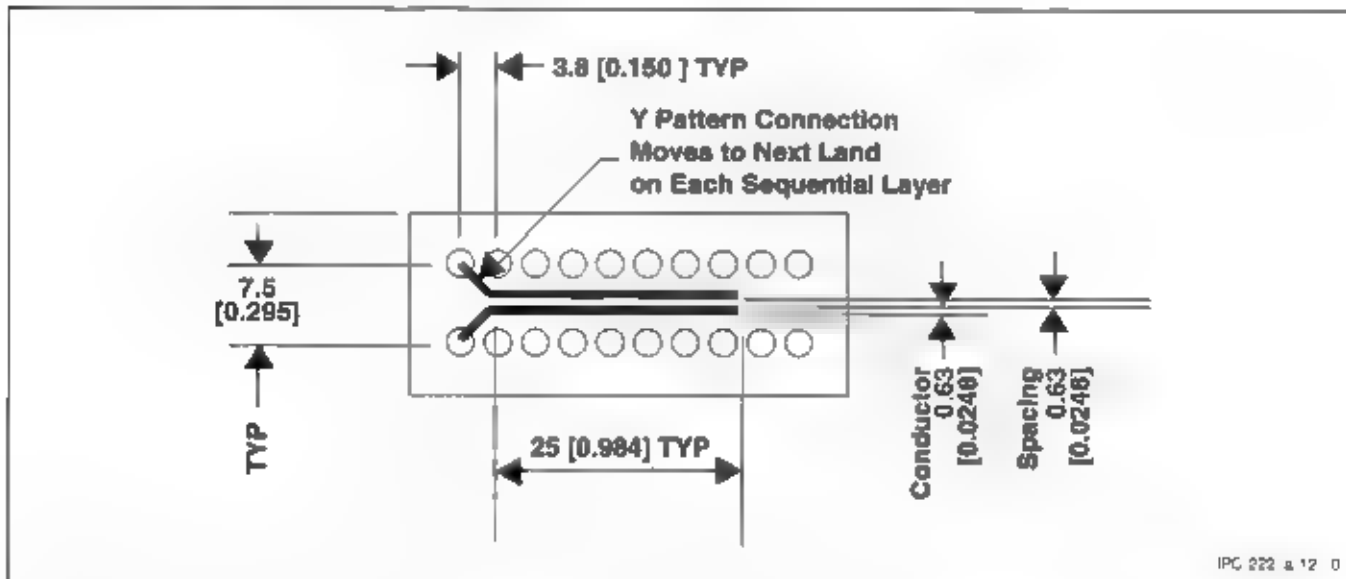 3.8 [0.150 ] TYP
Y Pattern Connection
Moves to Next Land
on Each Sequential Layer
7.5
[0.295]
TYP
25 [0.984] TYP
Conductor
0.63
[0.0248]
Spacing
0.63
[0.0248]